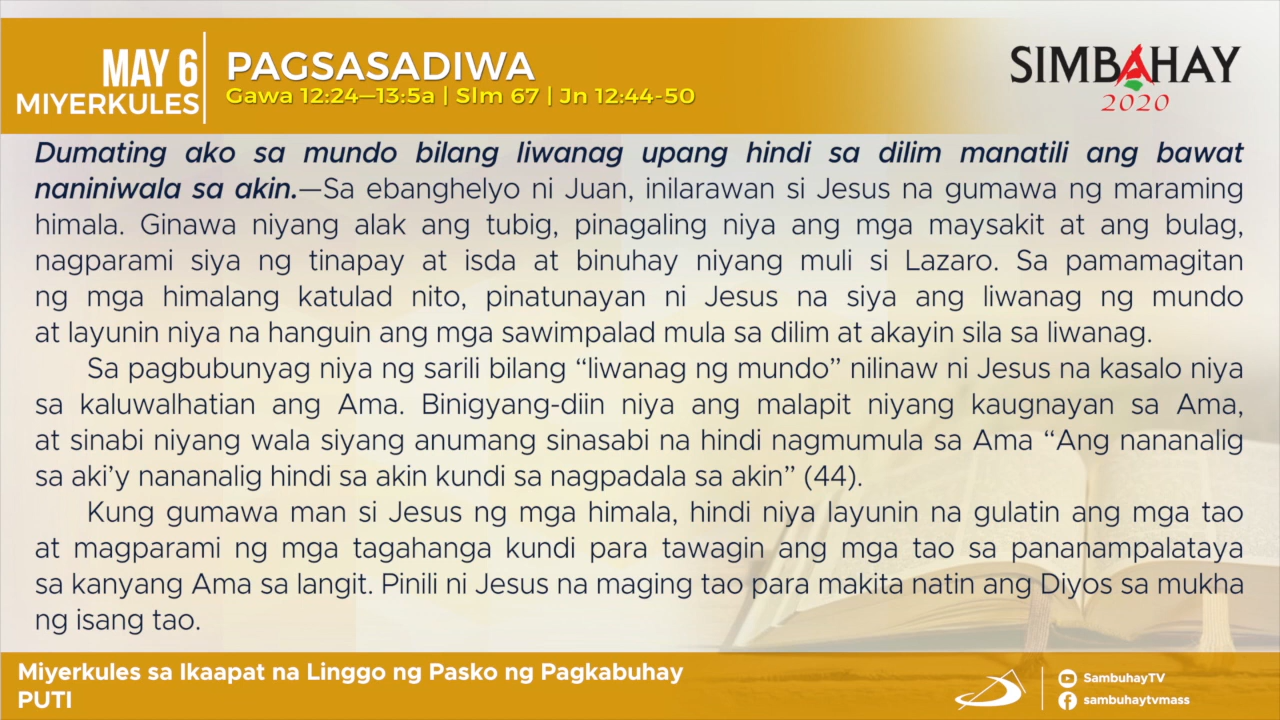 MAY 6
MIYERKULES
PAGSASADIWA
Gawa 12:24—13:5a | Slm 67 | Jn 12:44-50
SIMBAHAY
2020
Dumating ako sa mundo bilang liwanag upang hindi sa dilim manatili ang bawat
naniniwala sa akin.—Sa ebanghelyo ni Juan, inilarawan si Jesus na gumawa ng maraming
himala. Ginawa niyang alak ang tubig, pinagaling niya ang mga maysakit at ang bulag,
nagparami siya ng tinapay at isda at binuhay niyang muli si Lazaro. Sa pamamagitan
ng mga himalang katulad nito, pinatunayan ni Jesus na siya ang liwanag ng mundo
at layunin niya na hanguin ang mga sawimpalad mula sa dilim at akayin sila sa liwanag.
Sa pagbubunyag niya ng sarili bilang “liwanag ng mundo” nilinaw ni Jesus na kasalo niya
sa kaluwalhatian ang Ama. Binigyang-diin niya ang malapit niyang kaugnayan sa Ama,
at sinabi niyang wala siyang anumang sinasabi na hindi nagmumula sa Ama “Ang nananalig
sa aki’y nananalig hindi sa akin kundi sa nagpadala sa akin” (44).
Kung gumawa man si Jesus ng mga himala, hindi niya layunin na gulatin ang mga tao
at magparami ng mga tagahanga kundi para tawagin ang mga tao sa pananampalataya
sa kanyang Ama sa langit. Pinili ni Jesus na maging tao para makita natin ang Diyos sa mukha
ng isang tao.
Miyerkules sa Ikaapat na Linggo ng Pasko ng Pagkabuhay
PUTI
SambuhayTV
sambuhaytvmass